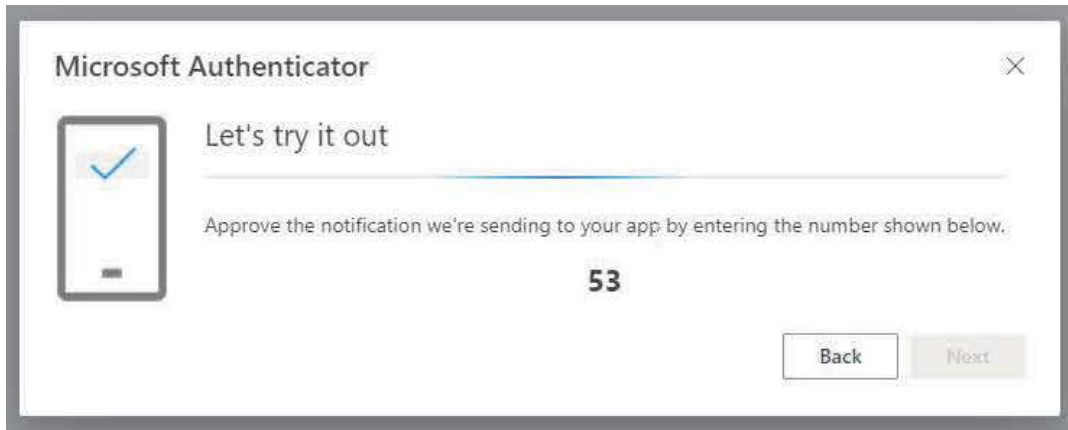 Microsoft Authenticator
Let's try it out
Approve the notification we're sending to your app by entering the number shown below.
53
Back
Next